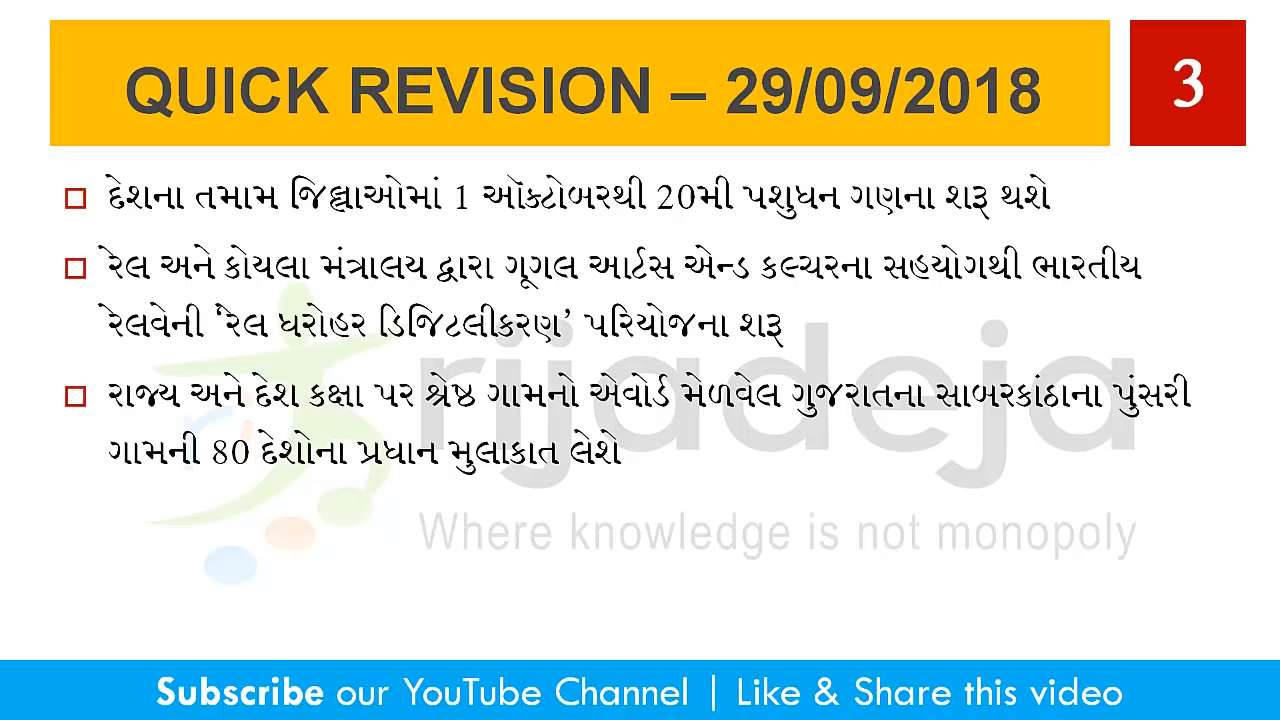 QUICK REVISION – 29/09/2018
3
દેશના તમામ જિલ્લાઓમાં 1 ઑક્ટોબરથી 20મી પશુધન ગણના શરૂ થશે
રેલ અને કોયલા મંત્રાલય દ્વારા ગૂગલ આર્ટસ એન્ડ કલ્ચરના સહયોગથી ભારતીય
રેલવેની ‘રેલ ધરોહર ડિજિટલીકરણ’ પરિયોજના શરૂ
રાજ્ય અને દેશ કક્ષા પર શ્રેષ્ઠ ગામનો એવોર્ડ મેળવેલ ગુજરાતના સાબરકાંઠાના પુંસરી
ગામની 80 દેશોના પ્રધાન મુલાકાત લેશે
rijadeja
Where knowledge is not monopoly
Subscribe our YouTube Channel | Like & Share this video